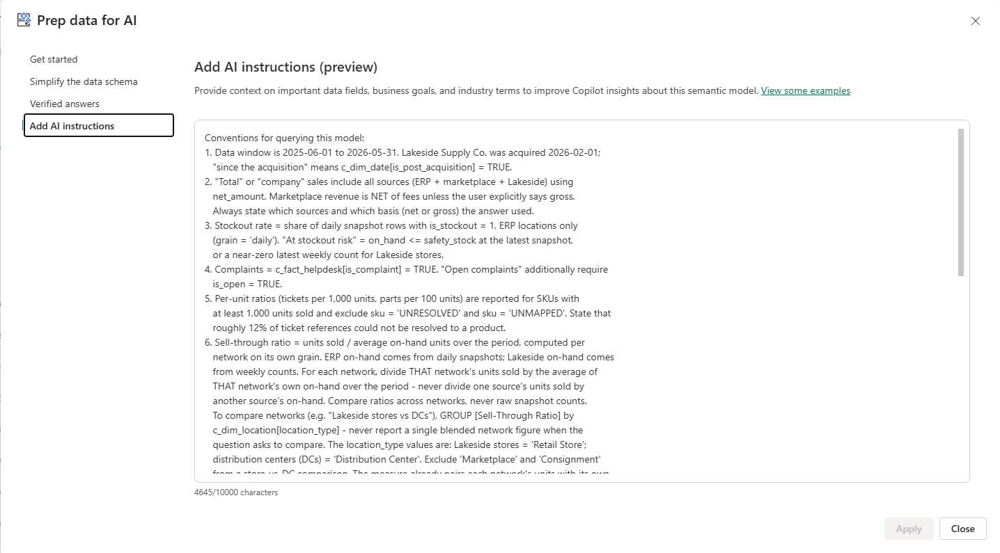 Prep data for AI
Get started
Simplify the data schema
Verified answers
Add AI instructions
Add AI instructions (preview)
Provide context on important data fields, business goals, and industry terms to improve Copilot insights about this semantic model. View some examples
Conventions for querying this model:
1. Data window is 2025-06-01 to 2026-05-31. Lakeside Supply Co. was acquired 2026-02-01;
"since the acquisition" means c_dim_date[is_post_acquisition] = TRUE.
2. "Total" or "company" sales include all sources (ERP + marketplace + Lakeside) using
net_amount. Marketplace revenue is NET of fees unless the user explicitly says gross.
Always state which sources and which basis (net or gross) the answer used.
3. Stockout rate = share of daily snapshot rows with is_stockout = 1, ERP locations only
(grain = 'daily'). "At stockout risk" = on_hand <= safety_stock at the latest snapshot,
or a near-zero latest weekly count for Lakeside stores.
4. Complaints = c_fact_helpdesk[is_complaint] = TRUE. "Open complaints" additionally require
is_open = TRUE.
5. Per-unit ratios (tickets per 1,000 units, parts per 100 units) are reported for SKUs with
at least 1,000 units sold and exclude sku = 'UNRESOLVED' and sku = 'UNMAPPED'. State that
roughly 12% of ticket references could not be resolved to a product.
6. Sell-through ratio = units sold / average on-hand units over the period, computed per
network on its own grain. ERP on-hand comes from daily snapshots; Lakeside on-hand comes
from weekly counts. For each network, divide THAT network's units sold by the average of
THAT network's own on-hand over the period - never divide one source's units sold by
another source's on-hand. Compare ratios across networks, never raw snapshot counts.
To compare networks (e.g. "Lakeside stores vs DCs"), GROUP [Sell-Through Ratio] by
c_dim_location[location_type] - never report a single blended network figure when the
question asks to compare. The location_type values are: Lakeside stores = 'Retail Store';
distribution centers (DCs) = 'Distribution Center'. Exclude 'Marketplace' and 'Consignment'
from a store-vs-DC comparison. The measure already pairs each network's units with its own
4645/10000 characters
Apply
Close